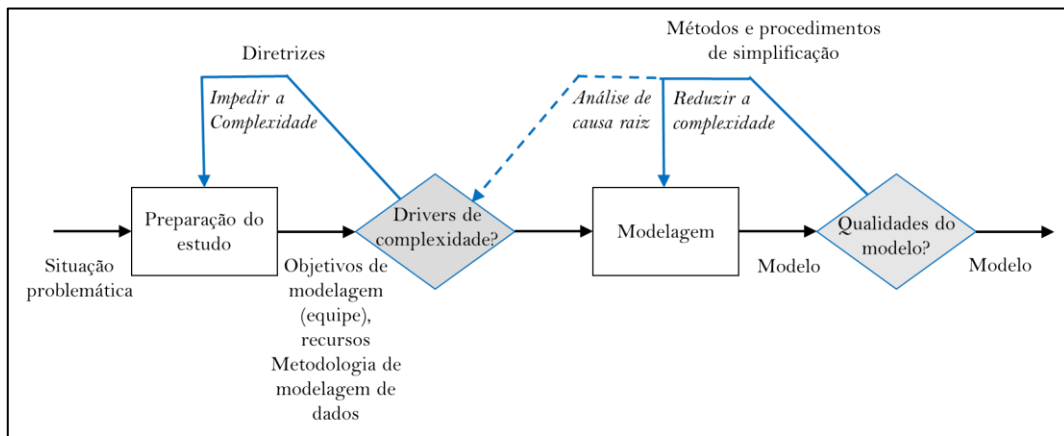 Diretrizes
Métodos e procedimentos
de simplificação
Impedir a
Complexidade
Análise de
causa raiz
Reduzir a
complexidade
Preparação do
estudo
Drivers de
complexidade?
Modelagem
Qualidades do
modelo?
Situação
problemática
Objetivos de
modelagem
(equipe),
recursos
Metodologia de
modelagem de
dados
Modelo
Modelo